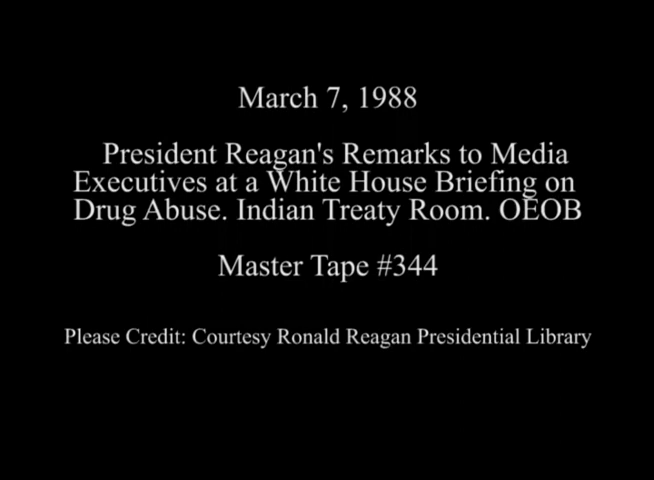 March 7, 1988
President Reagan's Remarks to Media
Executives at a White House Briefing on
Drug Abuse. Indian Treaty Room. OEOB
Master Tape #344
Please Credit: Courtesy Ronald Reagan Presidential Library